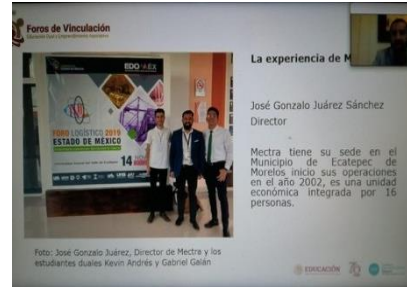 Foros de Vinculación
La experiencia de M
EDOMEX
FORO LOGÍSTICO 2019
ESTADO DE MÉXICO
14
José Gonzalo Juárez Sánchez
Director
Mectra tiene su sede en el
Municipio de Ecatepec de
Morelos inicio sus operaciones
en el año 2002, es una unidad
económica integrada por 16
personas.
Foto: José Gonzalo Juárez, Director de Mectra y los
estudiantes duales Kevin Andrés y Gabriel Galán
EDUCACIÓN